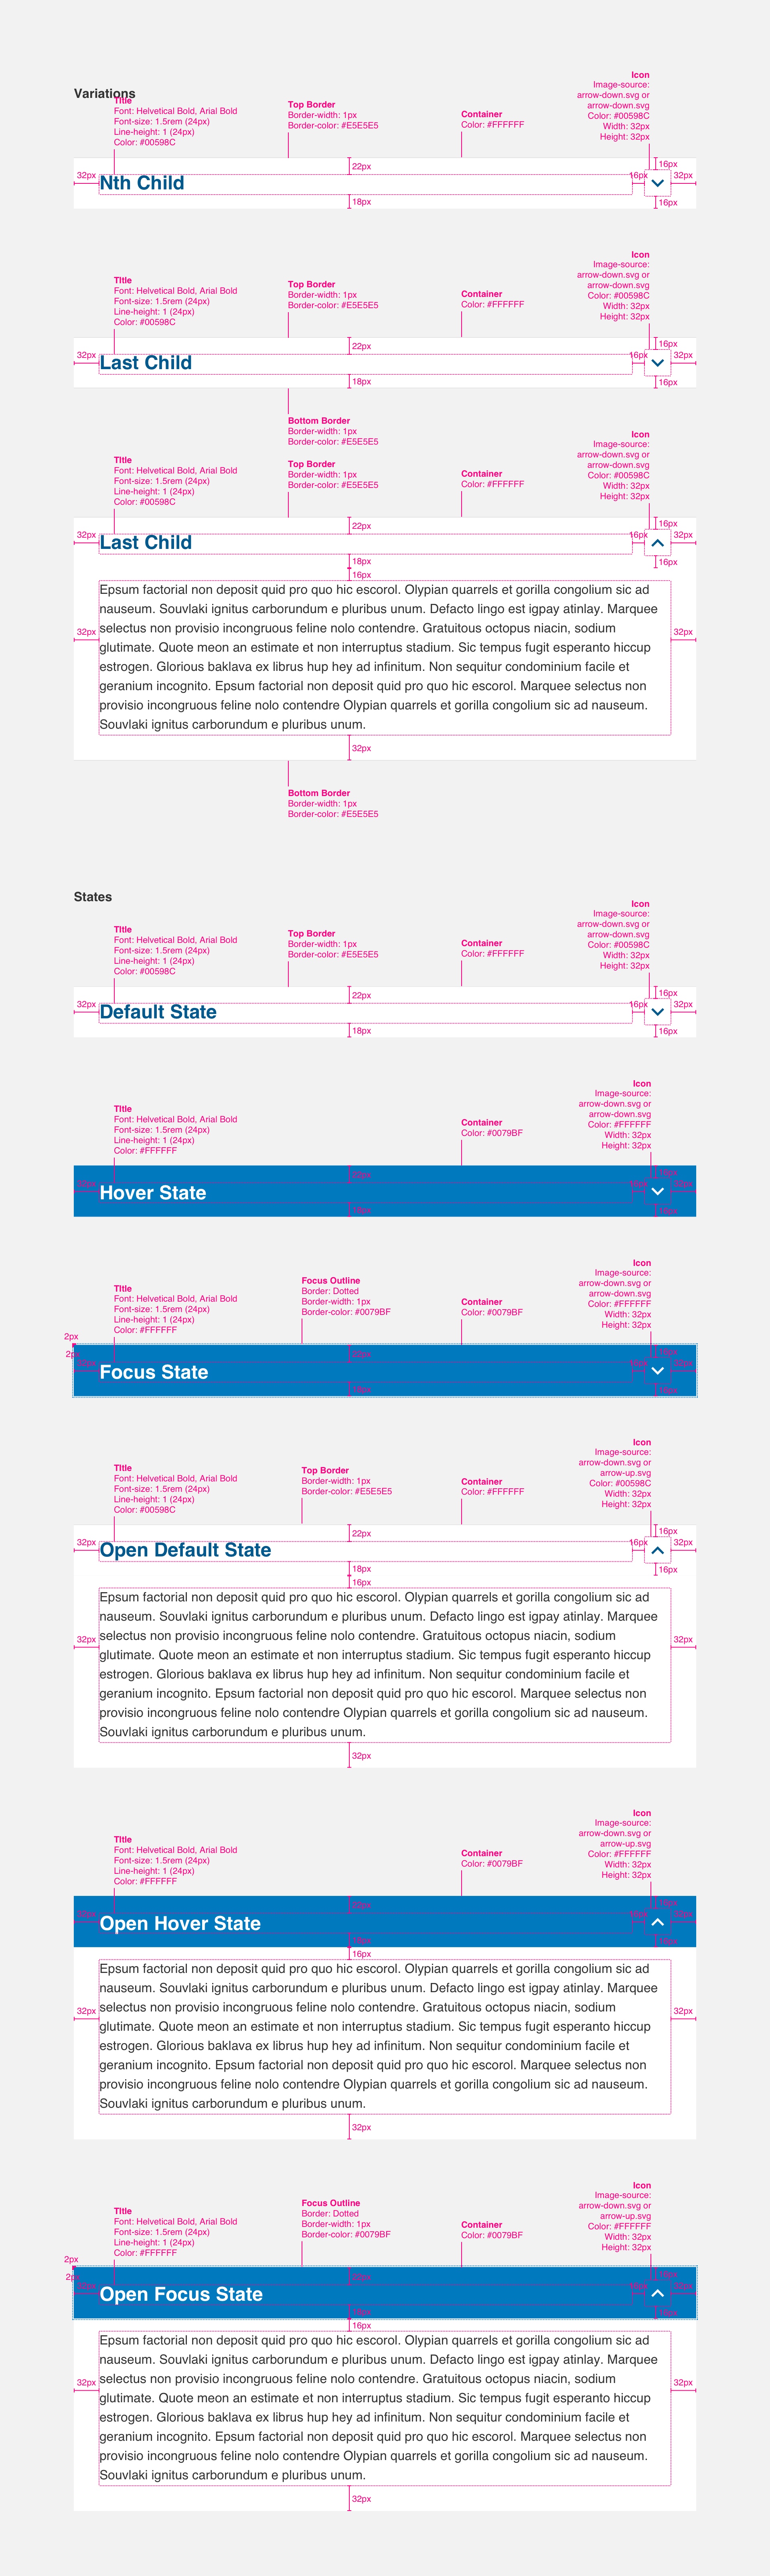 Variations
TItle
Font: Helvetical Bold, Arial Bold
Font-size: 1.5rem (24px)
Line-height: 1 (24px)
Color: #00598C
Top Border
Border-width: 1px
Border-color: #E5E5E5
Container
Color: #FFFFFF
Icon
Image-source:
arrow-down.svg or
arrow-down.svg
Color: #00598C
Width: 32px
Height: 32px
32px
Nth Child
22px
18px
16px
16px
32px
16px
TItle
Font: Helvetical Bold, Arial Bold
Font-size: 1.5rem (24px)
Line-height: 1 (24px)
Color: #00598C
Top Border
Border-width: 1px
Border-color: #E5E5E5
Container
Color: #FFFFFF
Icon
Image-source:
arrow-down.svg or
arrow-down.svg
Color: #00598C
Width: 32px
Height: 32px
32px
Last Child
22px
18px
16px
16px
32px
16px
Bottom Border
Border-width: 1px
Border-color: #E5E5E5
TItle
Font: Helvetical Bold, Arial Bold
Font-size: 1.5rem (24px)
Line-height: 1 (24px)
Color: #00598C
Top Border
Border-width: 1px
Border-color: #E5E5E5
Container
Color: #FFFFFF
Icon
Image-source:
arrow-down.svg or
arrow-down.svg
Color: #00598C
Width: 32px
Height: 32px
32px
Last Child
22px
18px
16px
16px
32px
16px
16px
Epsum factorial non deposit quid pro quo hic escorol. Olypian quarrels et gorilla congolium sic ad
nauseum. Souvlaki ignitus carborundum e pluribus unum. Defacto lingo est igpay atinlay. Marquee
selectus non provisio incongruous feline nolo contendre. Gratuitous octopus niacin, sodium
glutimate. Quote meon an estimate et non interruptus stadium. Sic tempus fugit esperanto hiccup
estrogen. Glorious baklava ex librus hup hey ad infinitum. Non sequitur condominium facile et
geranium incognito. Epsum factorial non deposit quid pro quo hic escorol. Marquee selectus non
provisio incongruous feline nolo contendre Olypian quarrels et gorilla congolium sic ad nauseum.
Souvlaki ignitus carborundum e pluribus unum.
32px
32px
32px
Bottom Border
Border-width: 1px
Border-color: #E5E5E5
States
TItle
Font: Helvetical Bold, Arial Bold
Font-size: 1.5rem (24px)
Line-height: 1 (24px)
Color: #00598C
Top Border
Border-width: 1px
Border-color: #E5E5E5
Container
Color: #FFFFFF
Icon
Image-source:
arrow-down.svg or
arrow-down.svg
Color: #00598C
Width: 32px
Height: 32px
32px
Default State
22px
18px
16px
16px
32px
16px
TItle
Font: Helvetical Bold, Arial Bold
Font-size: 1.5rem (24px)
Line-height: 1 (24px)
Color: #FFFFFF
Container
Color: #0079BF
Icon
Image-source:
arrow-down.svg or
arrow-down.svg
Color: #FFFFFF
Width: 32px
Height: 32px
32px
Hover State
22px
18px
16px
16px
32px
16px
TItle
Font: Helvetical Bold, Arial Bold
Font-size: 1.5rem (24px)
Line-height: 1 (24px)
Color: #FFFFFF
Focus Outline
Border: Dotted
Border-width: 1px
Border-color: #0079BF
Container
Color: #0079BF
Icon
Image-source:
arrow-down.svg or
arrow-down.svg
Color: #FFFFFF
Width: 32px
Height: 32px
2px
2px
32px
Focus State
22px
18px
16px
16px
32px
16px
TItle
Font: Helvetical Bold, Arial Bold
Font-size: 1.5rem (24px)
Line-height: 1 (24px)
Color: #00598C
Top Border
Border-width: 1px
Border-color: #E5E5E5
Container
Color: #FFFFFF
Icon
Image-source:
arrow-down.svg or
arrow-up.svg
Color: #00598C
Width: 32px
Height: 32px
32px
Open Default State
22px
18px
16px
16px
32px
16px
16px
Epsum factorial non deposit quid pro quo hic escorol. Olypian quarrels et gorilla congolium sic ad
nauseum. Souvlaki ignitus carborundum e pluribus unum. Defacto lingo est igpay atinlay. Marquee
selectus non provisio incongruous feline nolo contendre. Gratuitous octopus niacin, sodium
glutimate. Quote meon an estimate et non interruptus stadium. Sic tempus fugit esperanto hiccup
estrogen. Glorious baklava ex librus hup hey ad infinitum. Non sequitur condominium facile et
geranium incognito. Epsum factorial non deposit quid pro quo hic escorol. Marquee selectus non
provisio incongruous feline nolo contendre Olypian quarrels et gorilla congolium sic ad nauseum.
Souvlaki ignitus carborundum e pluribus unum.
32px
32px
32px
TItle
Font: Helvetical Bold, Arial Bold
Font-size: 1.5rem (24px)
Line-height: 1 (24px)
Color: #FFFFFF
Container
Color: #0079BF
Icon
Image-source:
arrow-down.svg or
arrow-up.svg
Color: #FFFFFF
Width: 32px
Height: 32px
32px
Open Hover State
22px
18px
16px
16px
32px
16px
16px
Epsum factorial non deposit quid pro quo hic escorol. Olypian quarrels et gorilla congolium sic ad
nauseum. Souvlaki ignitus carborundum e pluribus unum. Defacto lingo est igpay atinlay. Marquee
selectus non provisio incongruous feline nolo contendre. Gratuitous octopus niacin, sodium
glutimate. Quote meon an estimate et non interruptus stadium. Sic tempus fugit esperanto hiccup
estrogen. Glorious baklava ex librus hup hey ad infinitum. Non sequitur condominium facile et
geranium incognito. Epsum factorial non deposit quid pro quo hic escorol. Marquee selectus non
provisio incongruous feline nolo contendre Olypian quarrels et gorilla congolium sic ad nauseum.
Souvlaki ignitus carborundum e pluribus unum.
32px
32px
32px
TItle
Font: Helvetical Bold, Arial Bold
Font-size: 1.5rem (24px)
Line-height: 1 (24px)
Color: #FFFFFF
Focus Outline
Border: Dotted
Border-width: 1px
Border-color: #0079BF
Container
Color: #0079BF
Icon
Image-source:
arrow-down.svg or
arrow-up.svg
Color: #FFFFFF
Width: 32px
Height: 32px
2px
2px
32px
Open Focus State
22px
18px
16px
16px
32px
16px
16px
Epsum factorial non deposit quid pro quo hic escorol. Olypian quarrels et gorilla congolium sic ad
nauseum. Souvlaki ignitus carborundum e pluribus unum. Defacto lingo est igpay atinlay. Marquee
selectus non provisio incongruous feline nolo contendre. Gratuitous octopus niacin, sodium
glutimate. Quote meon an estimate et non interruptus stadium. Sic tempus fugit esperanto hiccup
estrogen. Glorious baklava ex librus hup hey ad infinitum. Non sequitur condominium facile et
geranium incognito. Epsum factorial non deposit quid pro quo hic escorol. Marquee selectus non
provisio incongruous feline nolo contendre Olypian quarrels et gorilla congolium sic ad nauseum.
Souvlaki ignitus carborundum e pluribus unum.
32px
32px
32px